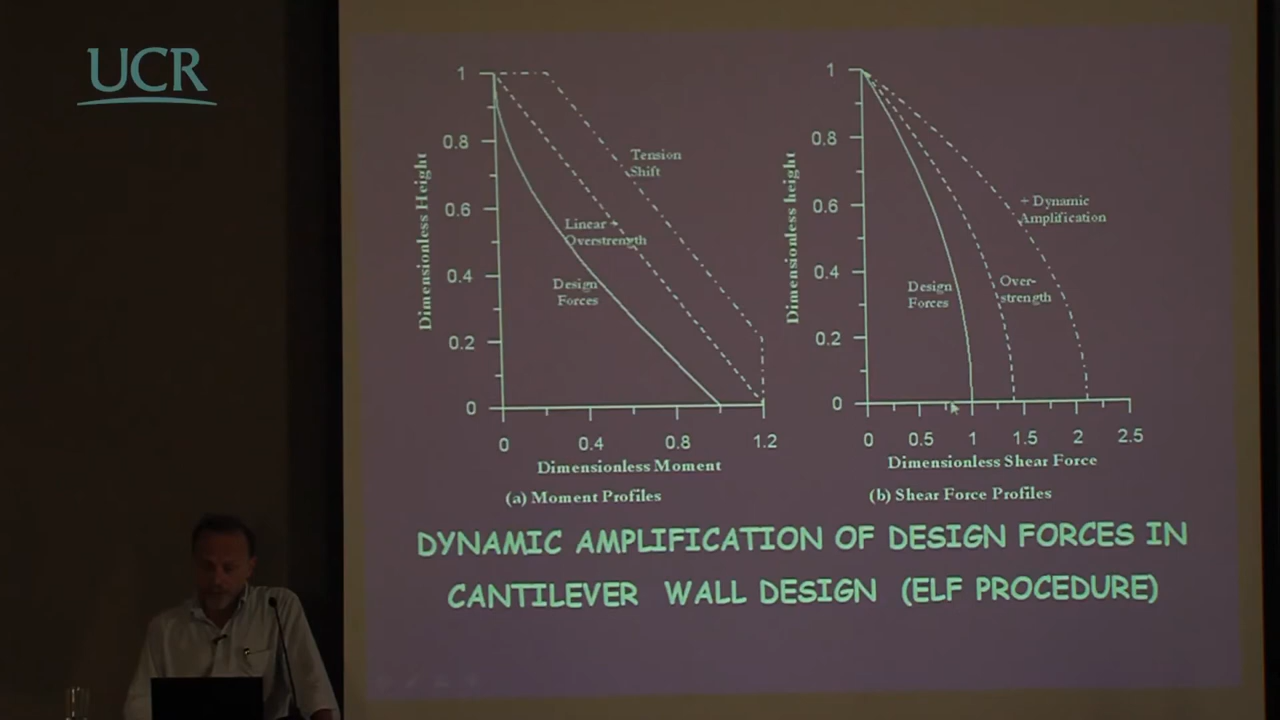 UCR
1
0.8
0.6
0.4
0.2
0
0 0.4 0.8 1.2
Dimensionless Height
Dimensionless Moment
Tension
Shift
Linear +
Overstrength
Design
Forces
(a) Moment Profiles
1
0.8
0.6
0.4
0.2
0
0 0.5 1 1.5 2 2.5
Dimensionless height
Dimensionless Shear Force
+ Dynamic
Amplification
Design
Forces
Over-
strength
(b) Shear Force Profiles
DYNAMIC AMPLIFICATION OF DESIGN FORCES IN
CANTILEVER WALL DESIGN (ELF PROCEDURE)